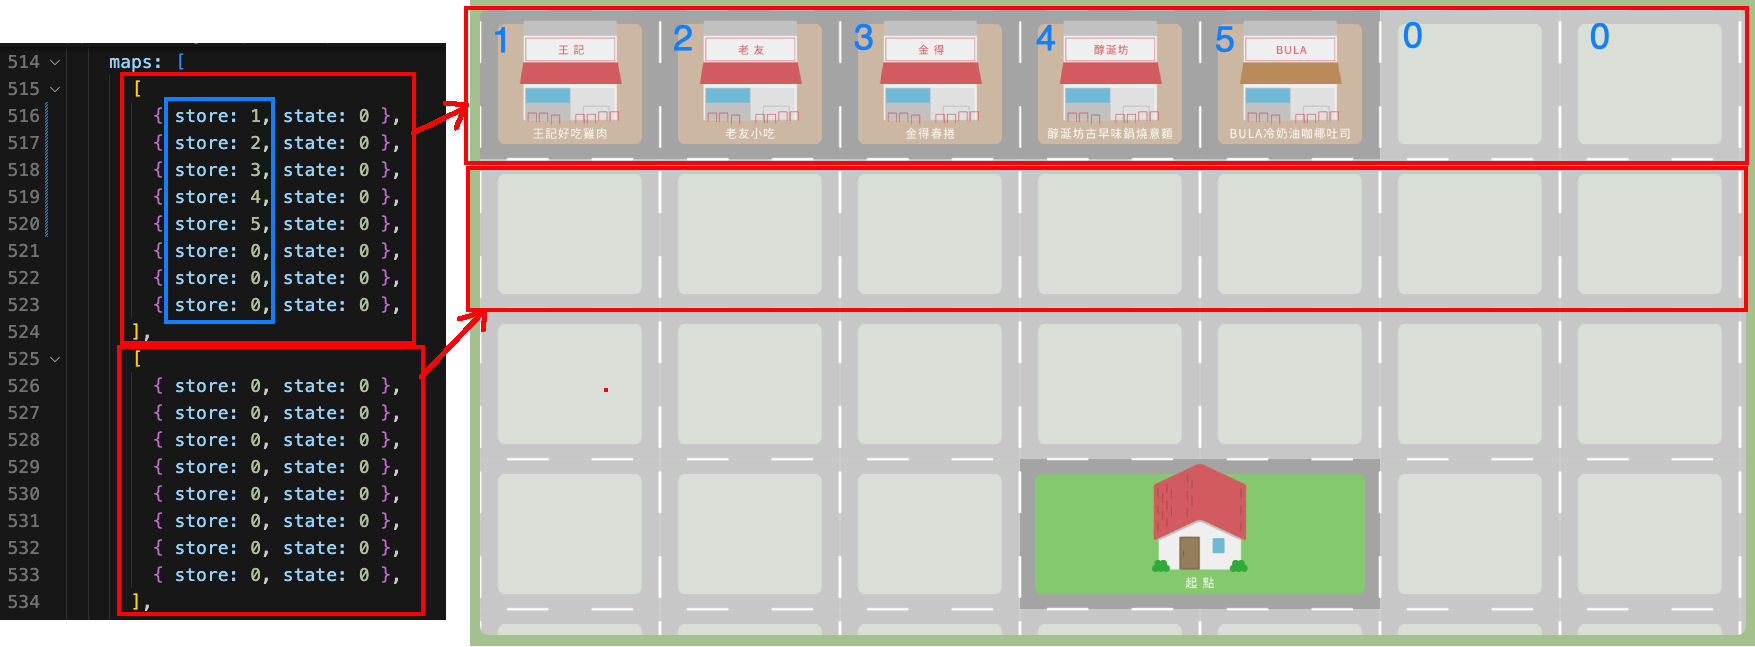 514 maps: [
515 [
516 { store: 1, state: 0 },
517 { store: 2, state: 0 },
518 { store: 3, state: 0 },
519 { store: 4, state: 0 },
520 { store: 5, state: 0 },
521 { store: 0, state: 0 },
522 { store: 0, state: 0 },
523 { store: 0, state: 0 },
524 ],
525 [
526 { store: 0, state: 0 },
527 { store: 0, state: 0 },
528 { store: 0, state: 0 },
529 { store: 0, state: 0 },
530 { store: 0, state: 0 },
531 { store: 0, state: 0 },
532 { store: 0, state: 0 },
533 { store: 0, state: 0 },
534 ],
1 2 3 4 5 0 0
王記 老友 金得 醇涎坊 BULA
王記好吃雞肉 老友小吃 金得春捲 醇涎坊古早味鍋燒意麵 BULA冷奶油咖椰吐司
起點